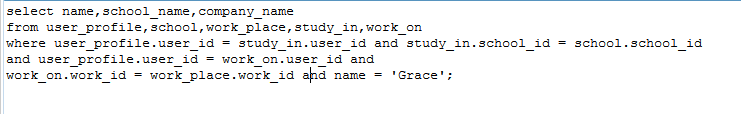 select name,school_name,company_name
from user_profile,school,work_place,study_in,work_on
where user_profile.user_id = study_in.user_id and study_in.school_id = school.school_id
and user_profile.user_id = work_on.user_id and
work_on.work_id = work_place.work_id and name = 'Grace';